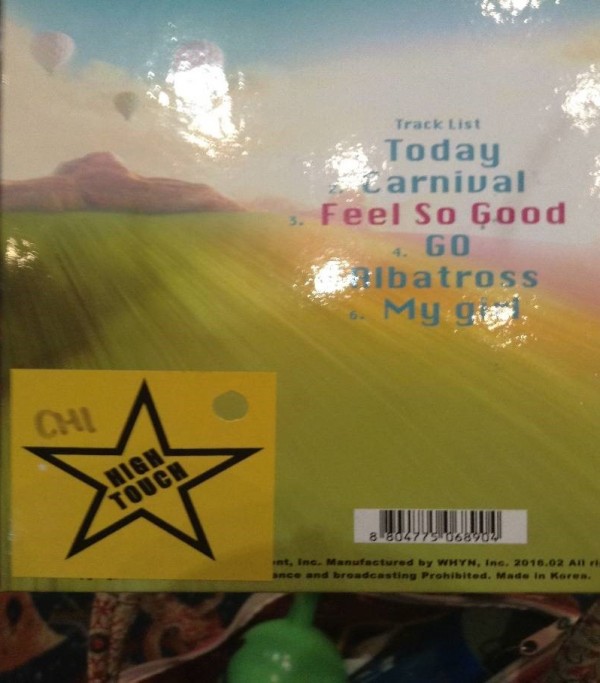 Track List
Today
2. Carnival
3. Feel So Good
4. GO
Albatross
6. My girl
CHI
HIGH
TOUCH
8 804775 068904
nt, Inc. Manufactured by WHYN, Inc. 2016.02 All ri
nce and broadcasting Prohibited. Made in Korea.